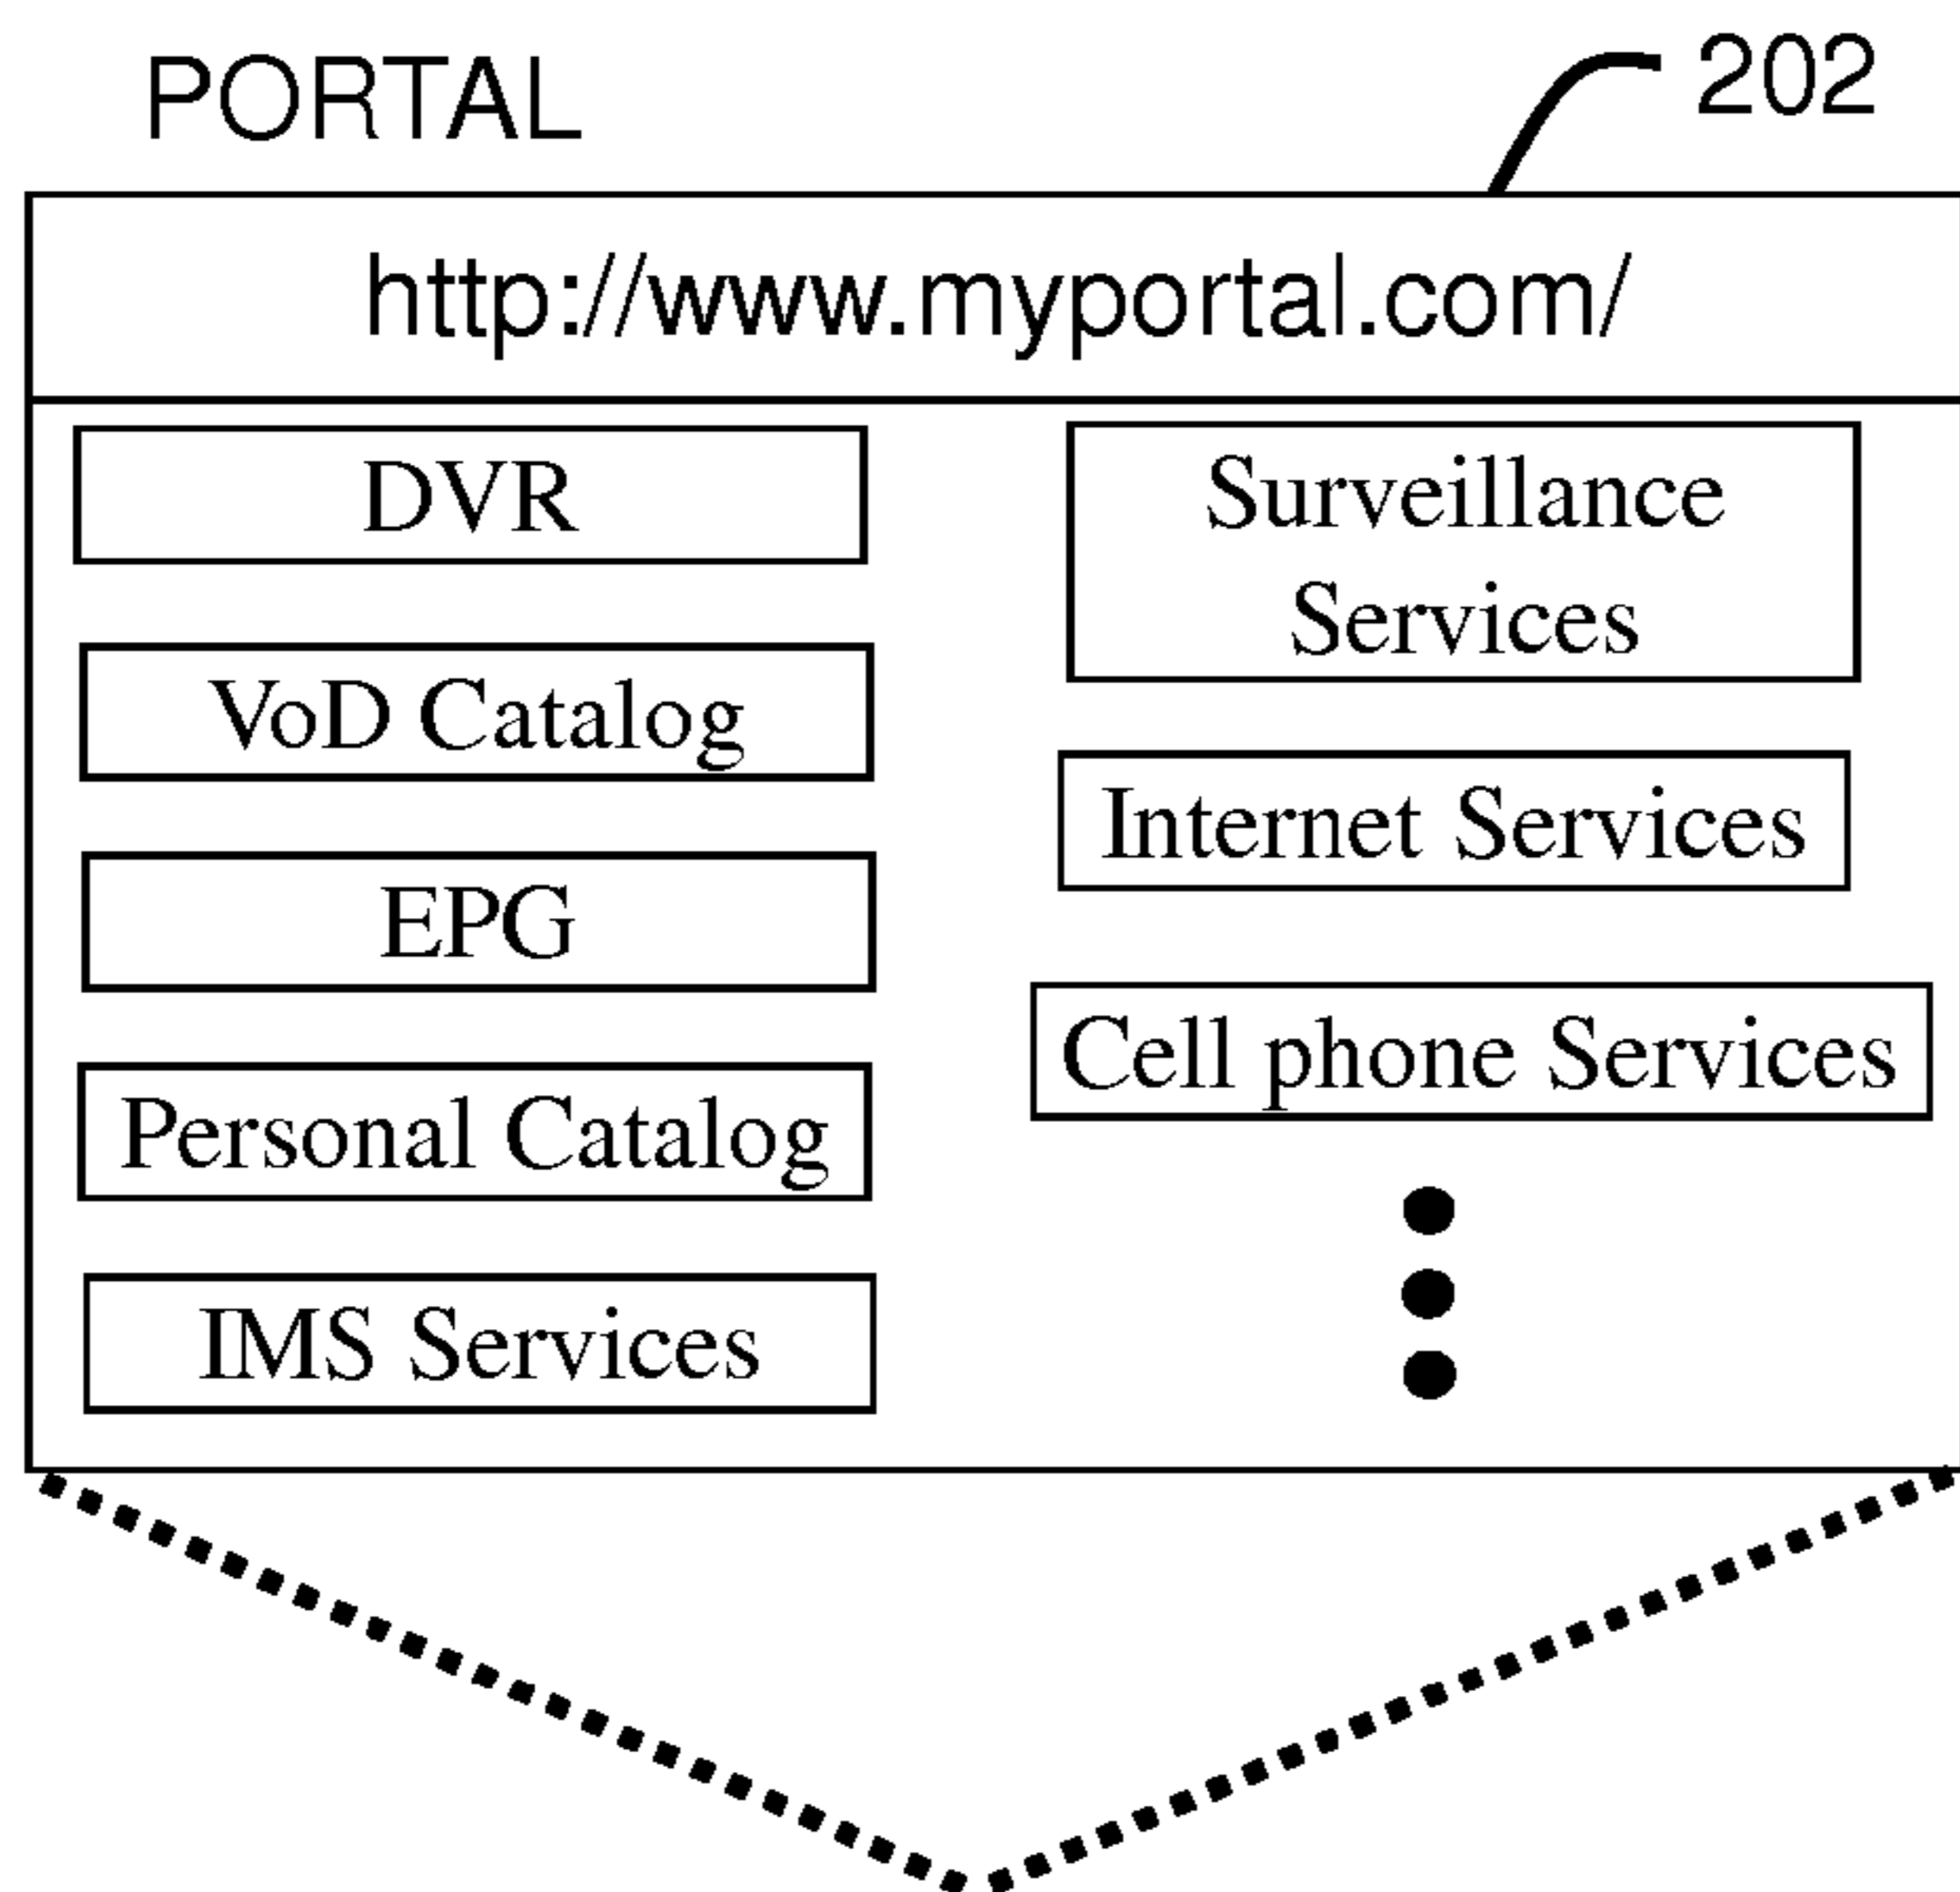 PORTAL
202
http://www.myportal.com/
DVR
VoD Catalog
EPG
Personal Catalog
IMS Services
Surveillance
Services
Internet Services
Cell phone Services